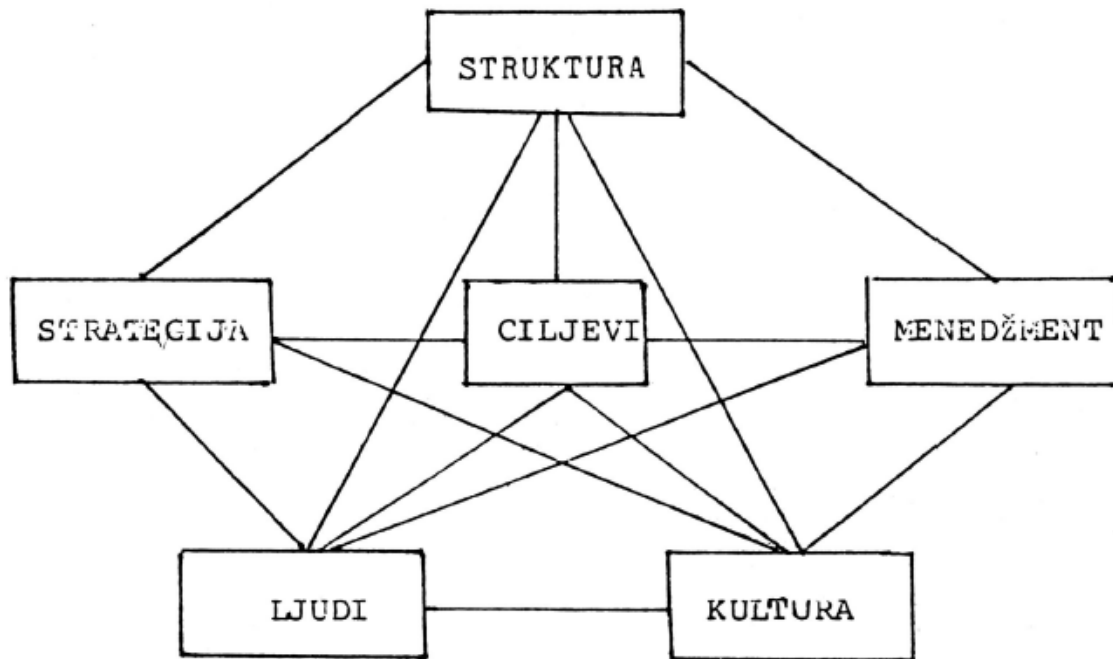 STRUKTURA
STRATEGIJA
CILJEVI
MENEDŽMENT
LJUDI
KULTURA